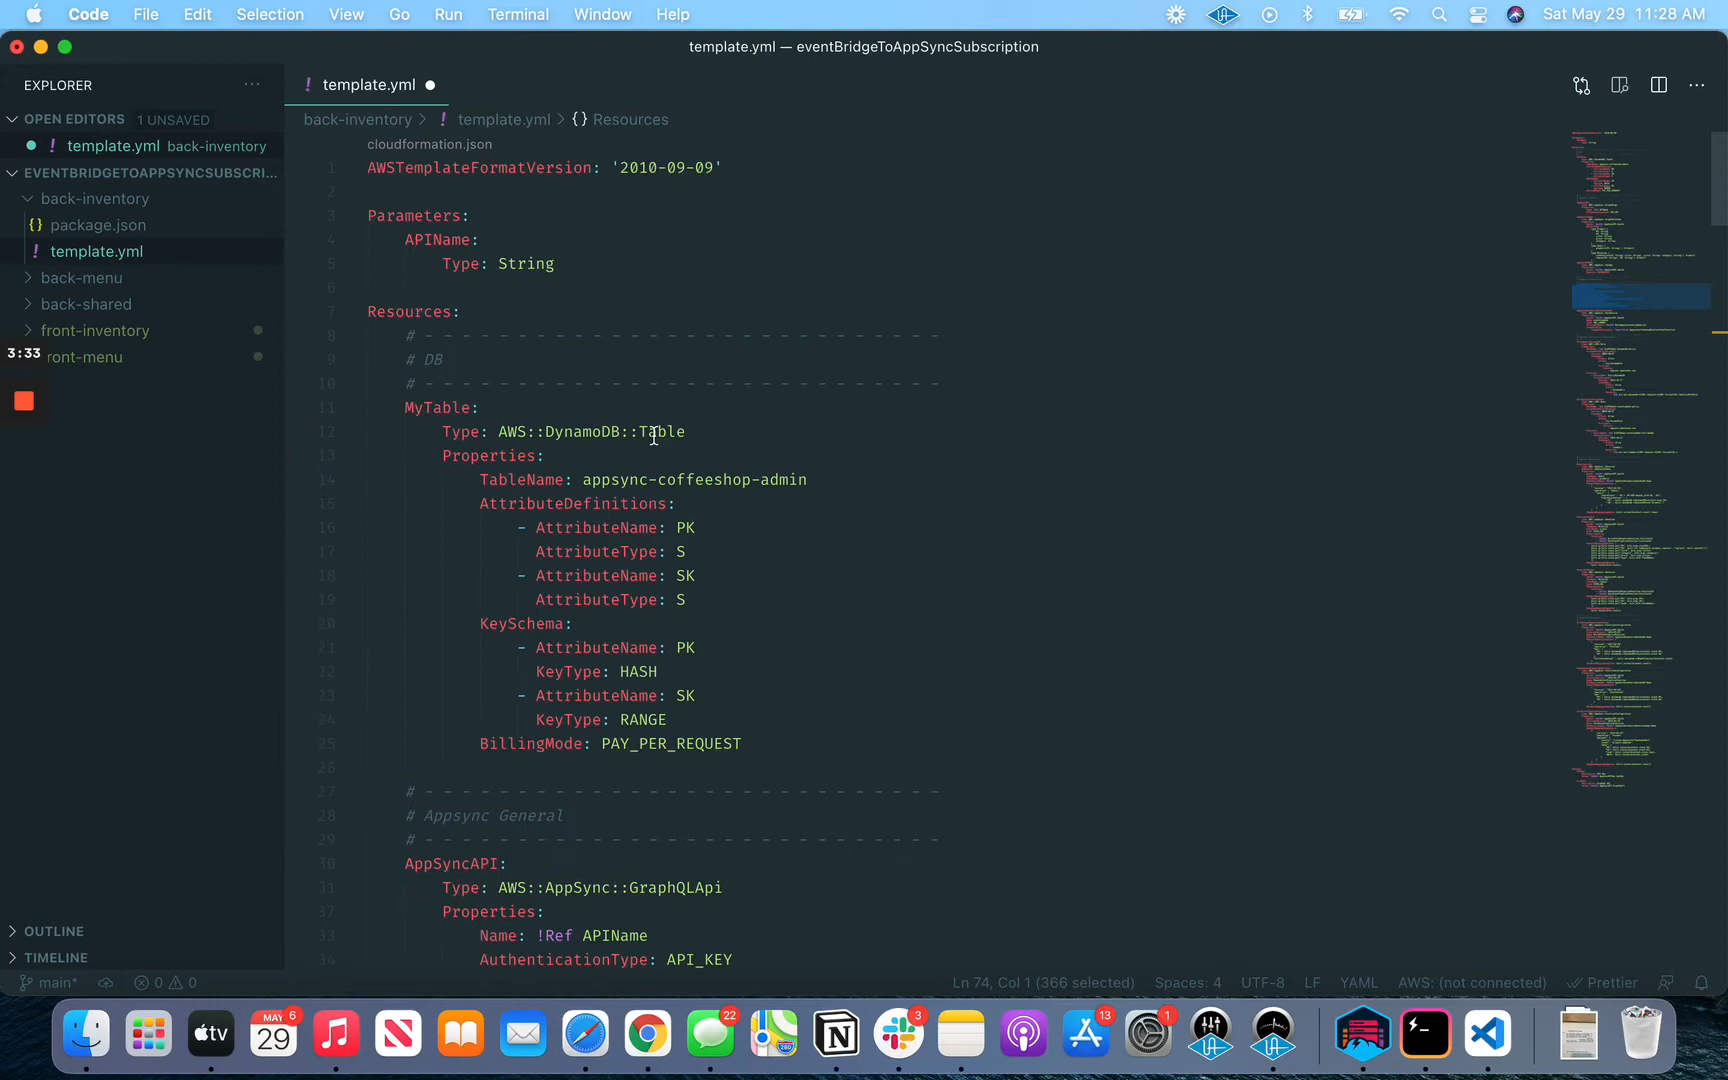 Code File Edit Selection View Go Run Terminal Window Help Sat May 29 11:28 AM
template.yml — eventBridgeToAppSyncSubscription
EXPLORER
template.yml
OPEN EDITORS 1 UNSAVED
template.yml back-inventory
EVENTBRIDGETOAPPSYNCSUBSCRI...
back-inventory
package.json
template.yml
back-menu
back-shared
front-inventory
3:33
ront-menu
OUTLINE
TIMELINE
back-inventory > ! template.yml > {} Resources
cloudformation.json
1 AWSTemplateFormatVersion: '2010-09-09'
2
3 Parameters:
4 APIName:
5 Type: String
6
7 Resources:
8 # - - - - - - - - - - - - - - - - - - - - - - - - - - - -
9 # DB
10 # - - - - - - - - - - - - - - - - - - - - - - - - - - - -
11 MyTable:
12 Type: AWS::DynamoDB::Table
13 Properties:
14 TableName: appsync-coffeeshop-admin
15 AttributeDefinitions:
16 - AttributeName: PK
17 AttributeType: S
18 - AttributeName: SK
19 AttributeType: S
20 KeySchema:
21 - AttributeName: PK
22 KeyType: HASH
23 - AttributeName: SK
24 KeyType: RANGE
25 BillingMode: PAY_PER_REQUEST
26
27 # - - - - - - - - - - - - - - - - - - - - - - - - - - - -
28 # Appsync General
29 # - - - - - - - - - - - - - - - - - - - - - - - - - - - -
30 AppSyncAPI:
31 Type: AWS::AppSync::GraphQLApi
32 Properties:
33 Name: !Ref APIName
34 AuthenticationType: API_KEY
main* 0 0 Ln 74, Col 1 (366 selected) Spaces: 4 UTF-8 LF YAML AWS: (not connected) Prettier
tv
MAY 29
6
22
3
13
1